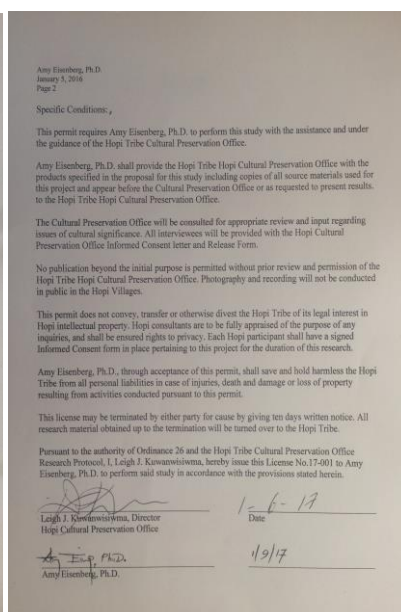 Amy Eisenberg, Ph.D.
January 5, 2016
Page 2
Specific Conditions: ,
This permit requires Amy Eisenberg, Ph.D. to perform this study with the assistance and under
the guidance of the Hopi Tribe Cultural Preservation Office.
Amy Eisenberg, Ph.D. shall provide the Hopi Tribe Hopi Cultural Preservation Office with the
products specified in the proposal for this study including copies of all source materials used for
this project and appear before the Cultural Preservation Office or as requested to present results.
to the Hopi Tribe Hopi Cultural Preservation Office.
The Cultural Preservation Office will be consulted for appropriate review and input regarding
issues of cultural significance. All interviewees will be provided with the Hopi Cultural
Preservation Office Informed Consent letter and Release Form.
No publication beyond the initial purpose is permitted without prior review and permission of the
Hopi Tribe Hopi Cultural Preservation Office. Photography and recording will not be conducted
in public in the Hopi Villages.
This permit does not convey, transfer or otherwise divest the Hopi Tribe of its legal interest in
Hopi intellectual property. Hopi consultants are to be fully appraised of the purpose of any
inquiries, and shall be ensured rights to privacy. Each Hopi participant shall have a signed
Informed Consent form in place pertaining to this project for the duration of this research.
Amy Eisenberg, Ph.D., through acceptance of this permit, shall save and hold harmless the Hopi
Tribe from all personal liabilities in case of injuries, death and damage or loss of property
resulting from activities conducted pursuant to this permit.
This license may be terminated by either party for cause by giving ten days written notice. All
research material obtained up to the termination will be turned over to the Hopi Tribe.
Pursuant to the authority of Ordinance 26 and the Hopi Tribe Cultural Preservation Office
Research Protocol, I, Leigh J. Kuwanwisiwma, hereby issue this License No.17-001 to Amy
Eisenberg, Ph.D. to perform said study in accordance with the provisions stated herein.
1-6-17
Leigh J. Kuwanwisiwma, Director
Date
Hopi Cultural Preservation Office
Ph.D.
1/9/17
Amy Eisenberg, Ph.D.